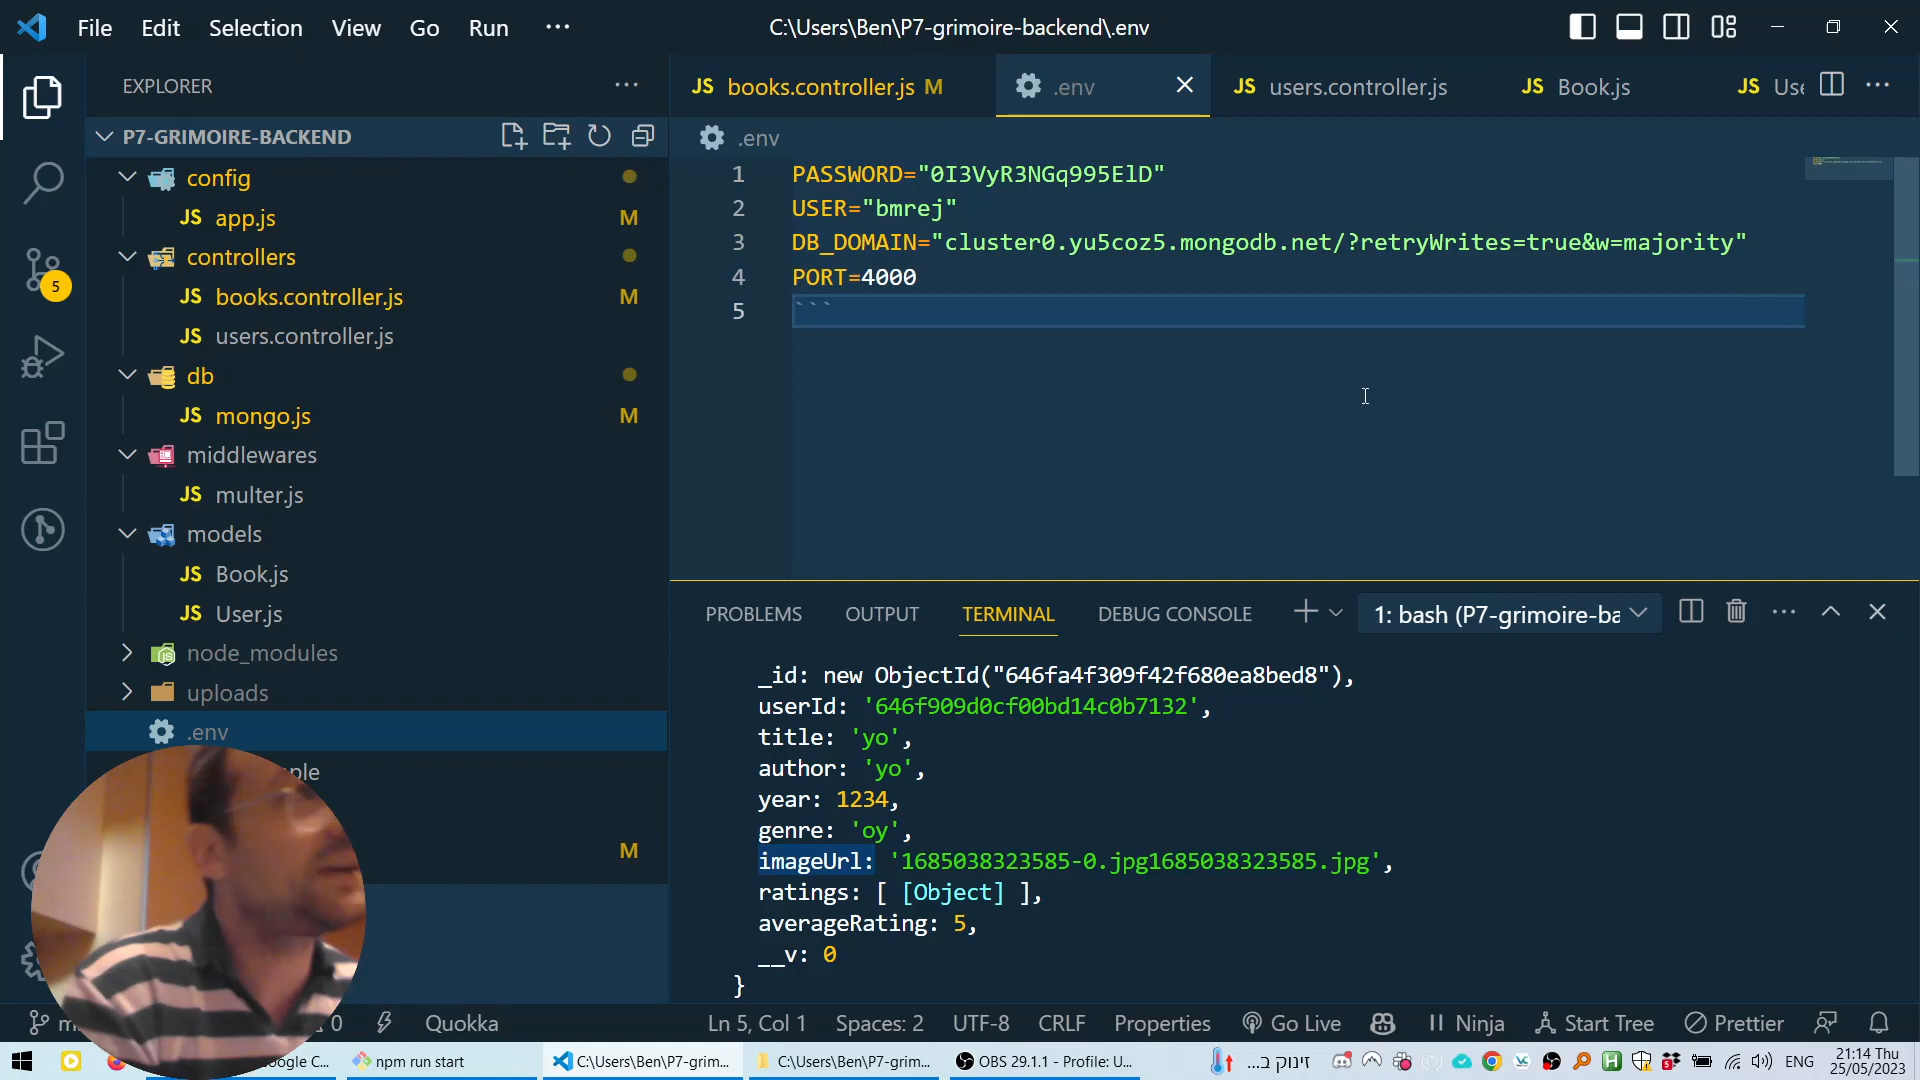 File Edit Selection View Go Run ···
C:\Users\Ben\P7-grimoire-backend\.env
EXPLORER
P7-GRIMOIRE-BACKEND
config
JS app.js M
controllers
JS books.controller.js M
JS users.controller.js
db
JS mongo.js M
middlewares
JS multer.js
models
JS Book.js
JS User.js
node_modules
uploads
.env
M
5
JS books.controller.js M
.env
JS users.controller.js
JS Book.js
JS
.env
1 PASSWORD="0I3VyR3NGq995ElD"
2 USER="bmrej"
3 DB_DOMAIN="cluster0.yu5coz5.mongodb.net/?retryWrites=true&w=majority"
4 PORT=4000
5 ```
PROBLEMS OUTPUT TERMINAL DEBUG CONSOLE
1: bash (P7-grimoire-ba
_id: new ObjectId("646fa4f309f42f680ea8bed8"),
userId: '646f909d0cf00bd14c0b7132',
title: 'yo',
author: 'yo',
year: 1234,
genre: 'oy',
imageUrl: '1685038323585-0.jpg1685038323585.jpg',
ratings: [ [Object] ],
averageRating: 5,
__v: 0
}
0 Quokka Ln 5, Col 1 Spaces: 2 UTF-8 CRLF Properties Go Live Ninja Start Tree Prettier
npm run start
C:\Users\Ben\P7-grim...
C:\Users\Ben\P7-grim...
OBS 29.1.1 - Profile: U...
זינוק ב...
ENG
21:14 Thu
25/05/2023